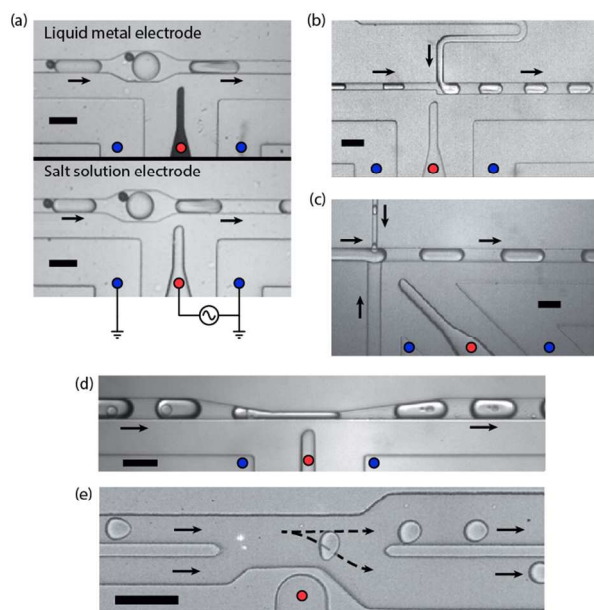 (a)
Liquid metal electrode
Salt solution electrode
(b)
(c)
(d)
(e)